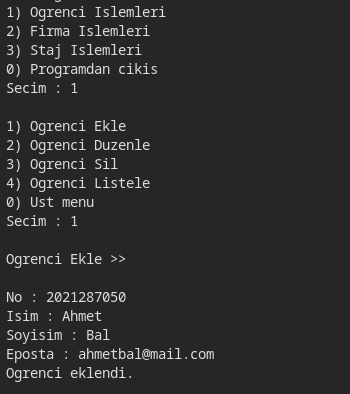 1) Ogrenci Islemleri
2) Firma Islemleri
3) Staj Islemleri
0) Programdan cikis
Secim : 1
1) Ogrenci Ekle
2) Ogrenci Duzenle
3) Ogrenci Sil
4) Ogrenci Listele
0) Ust menu
Secim : 1
Ogrenci Ekle >>
No : 2021287050
Isim : Ahmet
Soyisim : Bal
Eposta : ahmetbal@mail.com
Ogrenci eklendi.